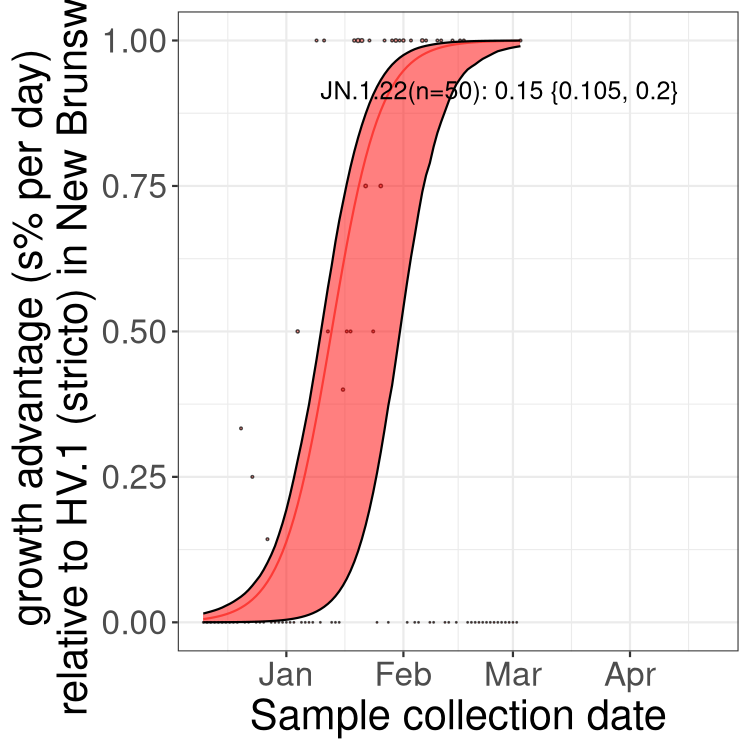 growth advantage (s% per day)
relative to HV.1 (stricto) in New Brunsw
1.00
0.75
0.50
0.25
0.00
JN.1.22(n=50): 0.15 {0.105, 0.2}
Jan Feb Mar Apr
Sample collection date